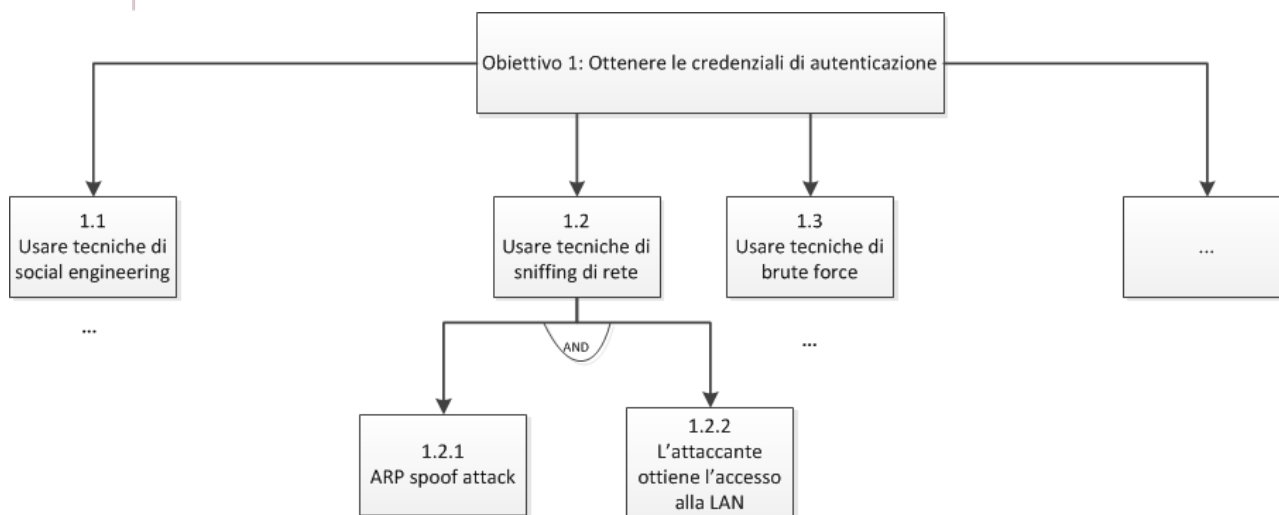 Obiettivo 1: Ottenere le credenziali di autenticazione
1.1
Usare tecniche di
social engineering
...
1.2
Usare tecniche di
sniffing di rete
1.3
Usare tecniche di
brute force
...
...
AND
1.2.1
ARP spoof attack
1.2.2
L'attaccante
ottiene l'accesso
alla LAN